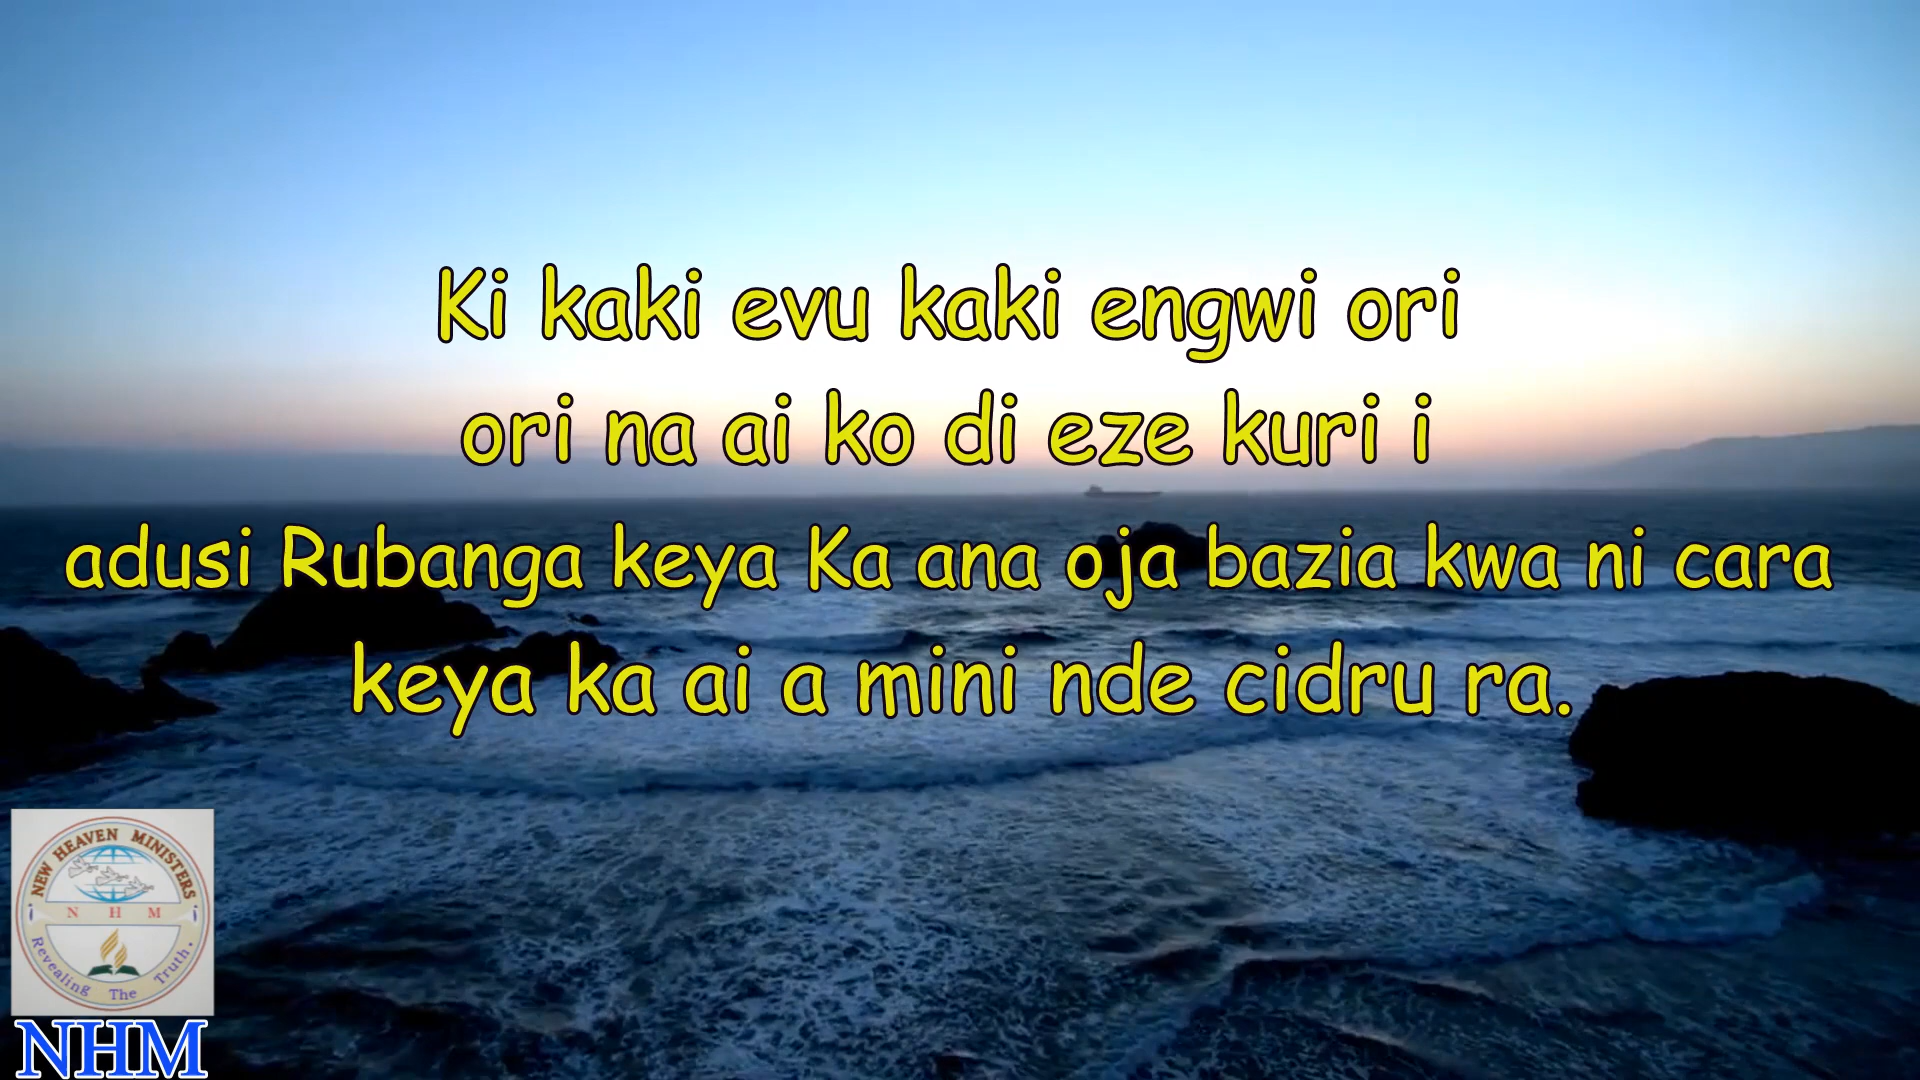 Ki kaki evu kaki engwi ori
ori na ai ko di eze kuri i
adusi Rubanga keya Ka ana oja bazia kwa ni cara
keya ka ai a mini nde cidru ra.
NEW HEAVEN MINISTERS
N H M
Revealing The Truth.
NHM